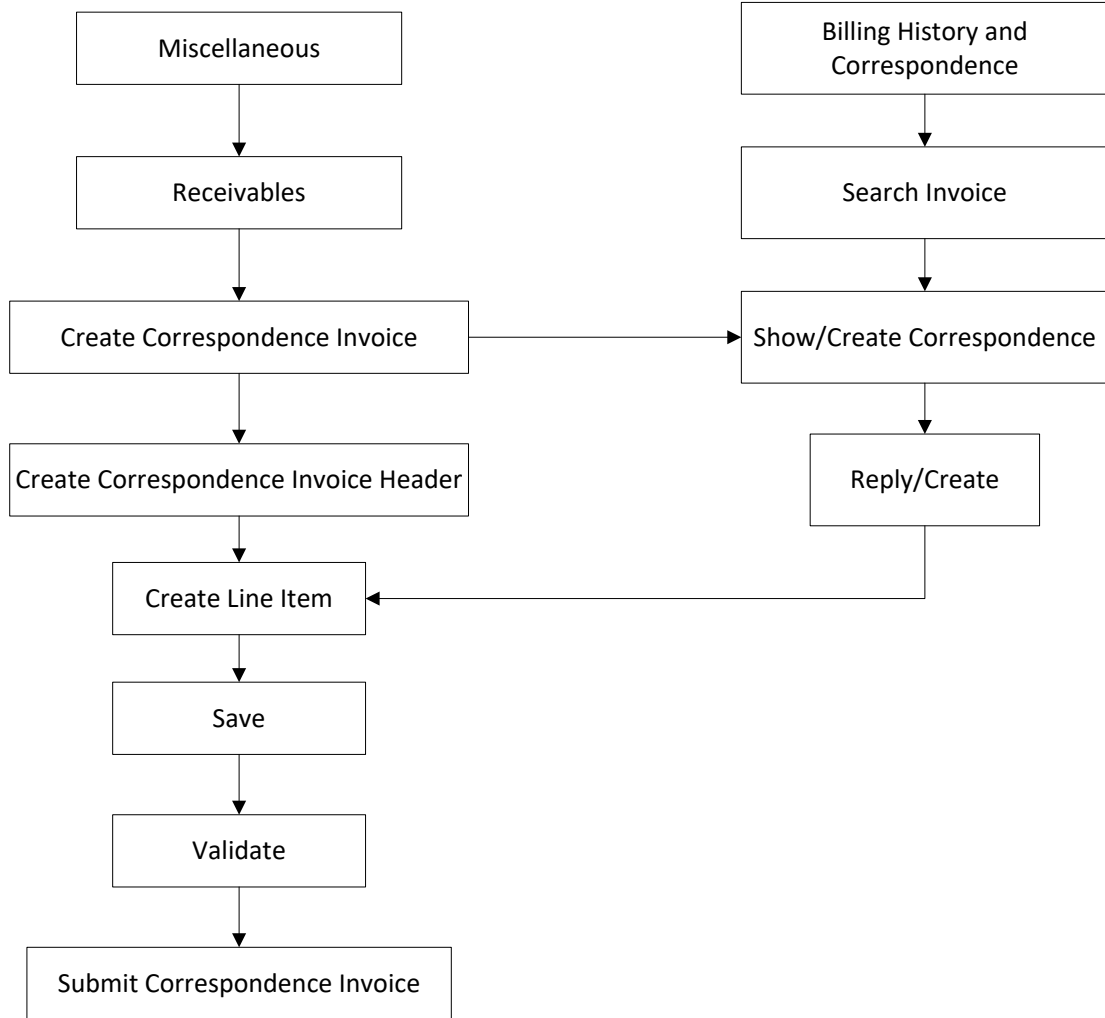 Miscellaneous
Billing History and
Correspondence
Receivables
Search Invoice
Create Correspondence Invoice
Show/Create Correspondence
Create Correspondence Invoice Header
Reply/Create
Create Line Item
Save
Validate
Submit Correspondence Invoice